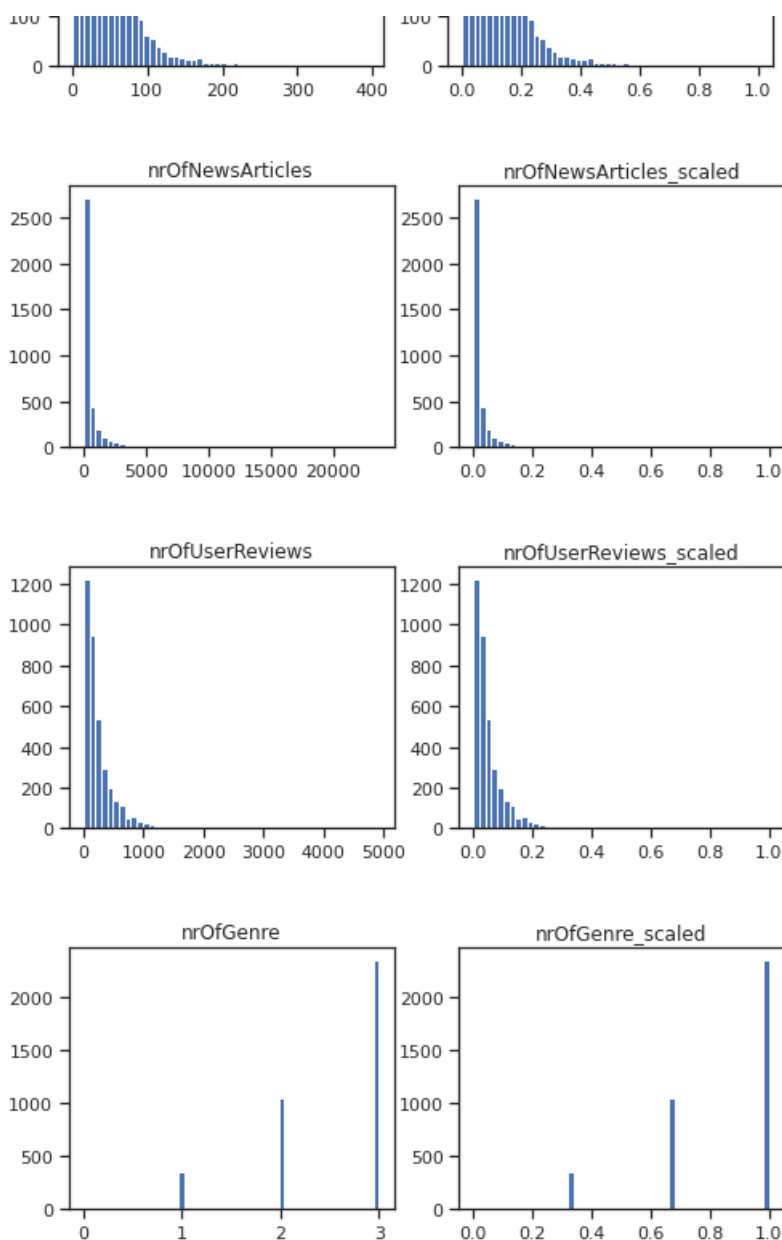 100 100
0 0
0 100 200 300 400 0.0 0.2 0.4 0.6 0.8 1.0
nrOfNewsArticles nrOfNewsArticles_scaled
2500 2500
2000 2000
1500 1500
1000 1000
500 500
0 0
0 5000 10000 15000 20000 0.0 0.2 0.4 0.6 0.8 1.0
nrOfUserReviews nrOfUserReviews_scaled
1200 1200
1000 1000
800 800
600 600
400 400
200 200
0 0
0 1000 2000 3000 4000 5000 0.0 0.2 0.4 0.6 0.8 1.0
nrOfGenre nrOfGenre_scaled
2000 2000
1500 1500
1000 1000
500 500
0 0
0 1 2 3 0.0 0.2 0.4 0.6 0.8 1.0